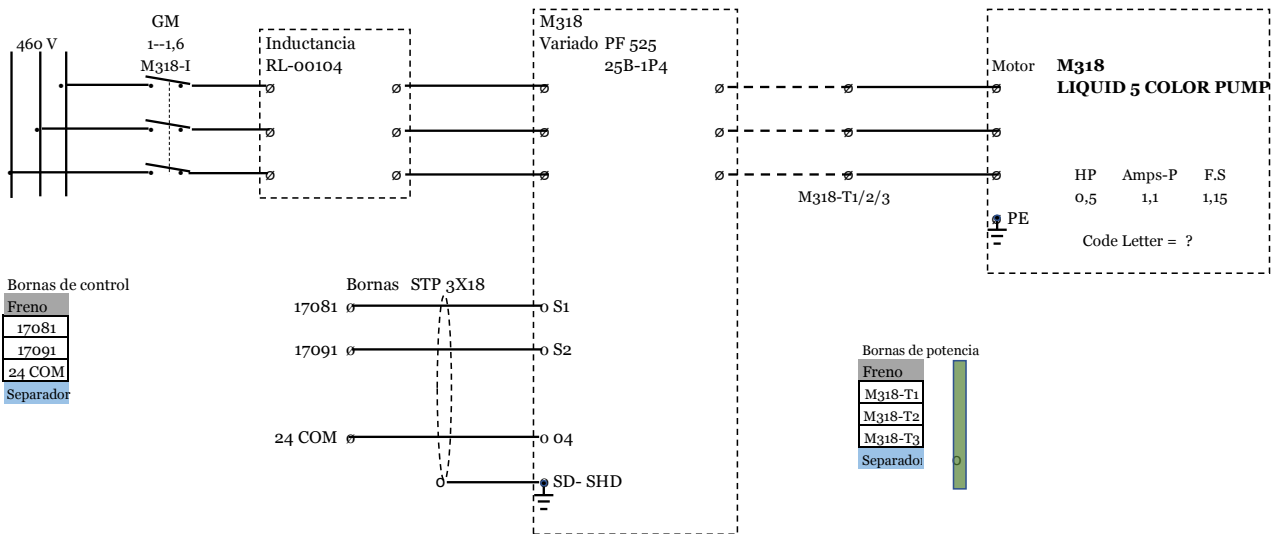 460 V
GM
1--1,6
M318-I
Inductancia
RL-00104
M318
Variado PF 525
25B-1P4
Motor M318
LIQUID 5 COLOR PUMP
HP Amps-P F.S
0,5 1,1 1,15
M318-T1/2/3
PE
Code Letter = ?
Bornas de control
Freno
17081
17091
24 COM
Separador
Bornas STP 3X18
17081 S1
17091 S2
24 COM 04
SD- SHD
Bornas de potencia
Freno
M318-T1
M318-T2
M318-T3
Separador